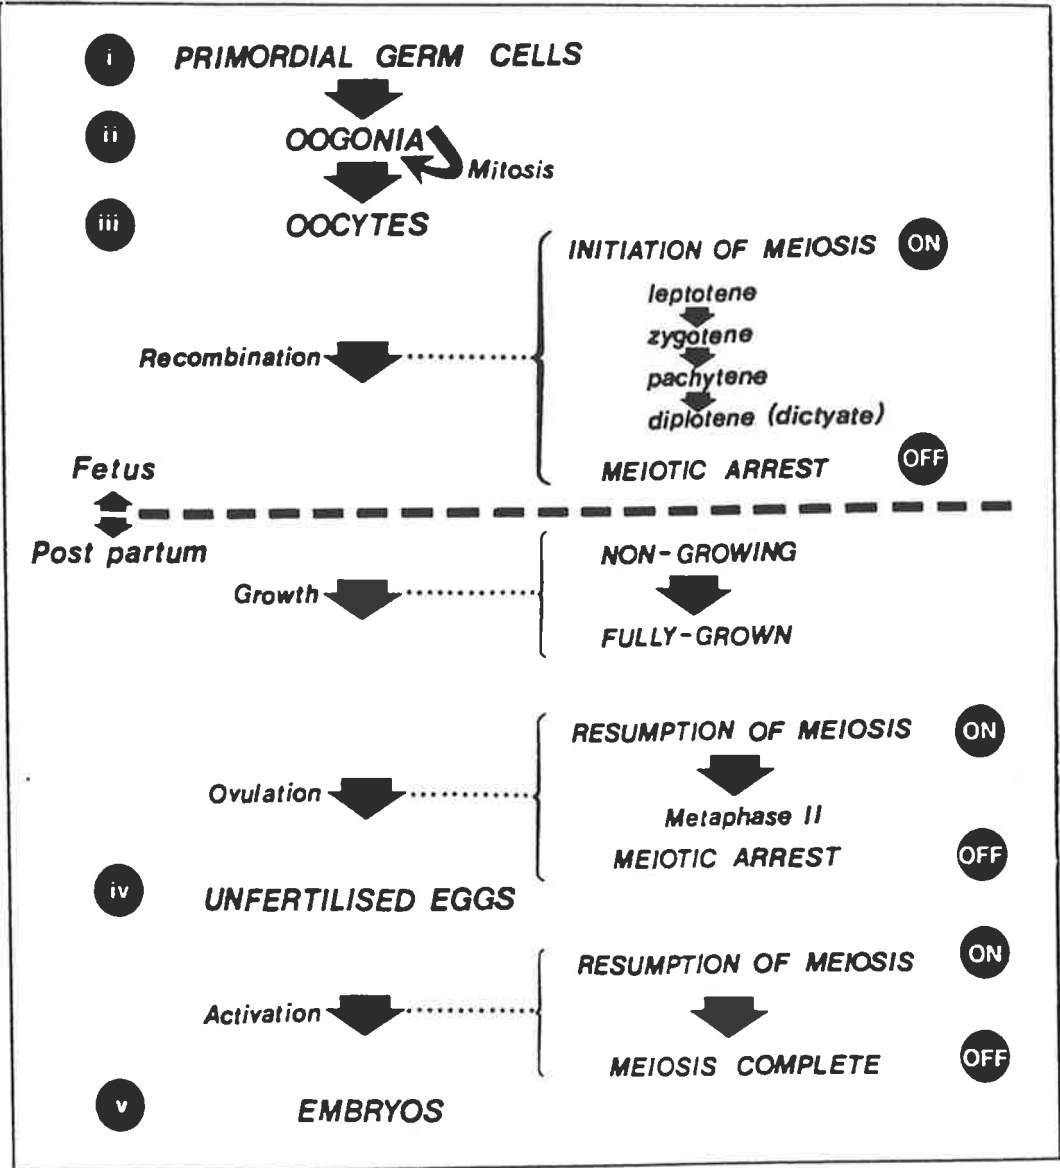 i PRIMORDIAL GERM CELLS
ii OOGONIA
Mitosis
iii OOCYTES
INITIATION OF MEIOSIS ON
leptotene
zygotene
Recombination
pachytene
diplotene (dictyate)
MEIOTIC ARREST OFF
Fetus
Post partum
NON-GROWING
Growth
FULLY-GROWN
RESUMPTION OF MEIOSIS ON
Ovulation
Metaphase II
MEIOTIC ARREST OFF
iv UNFERTILISED EGGS
RESUMPTION OF MEIOSIS ON
Activation
MEIOSIS COMPLETE OFF
v EMBRYOS